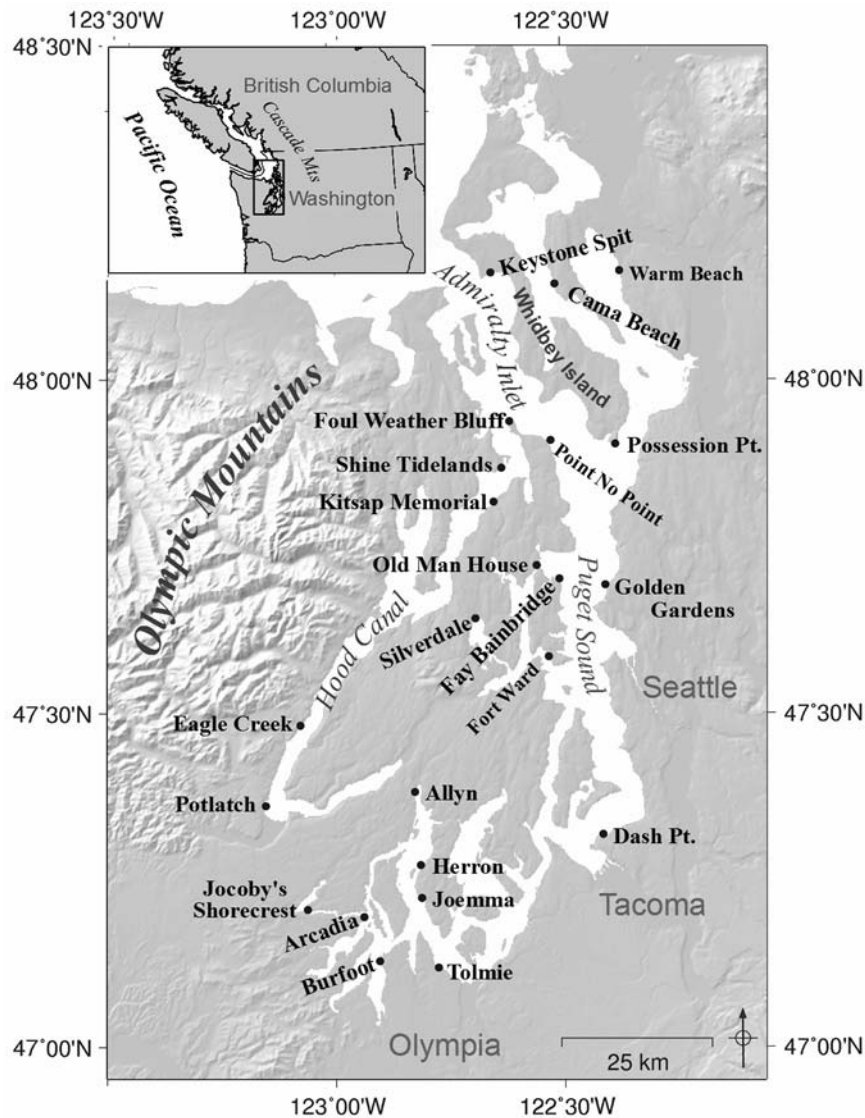 123˚30'W
123˚00'W
122˚30'W
48˚30'N
British Columbia
Cascade Mts
Pacific Ocean
Washington
Keystone Spit
Warm Beach
Admiralty Inlet
Whidbey Island
Cama Beach
48˚00'N
48˚00'N
Olympic Mountains
Foul Weather Bluff
Possession Pt.
Shine Tidelands
Point No Point
Kitsap Memorial
Old Man House
Golden
Gardens
Puget Sound
Hood Canal
Silverdale
Fay Bainbridge
Fort Ward
Seattle
47˚30'N
47˚30'N
Eagle Creek
Potlatch
Allyn
Dash Pt.
Herron
Jocoby's
Shorecrest
Joemma
Tacoma
Arcadia
Burfoot
Tolmie
Olympia
25 km
47˚00'N
47˚00'N
123˚00'W
122˚30'W